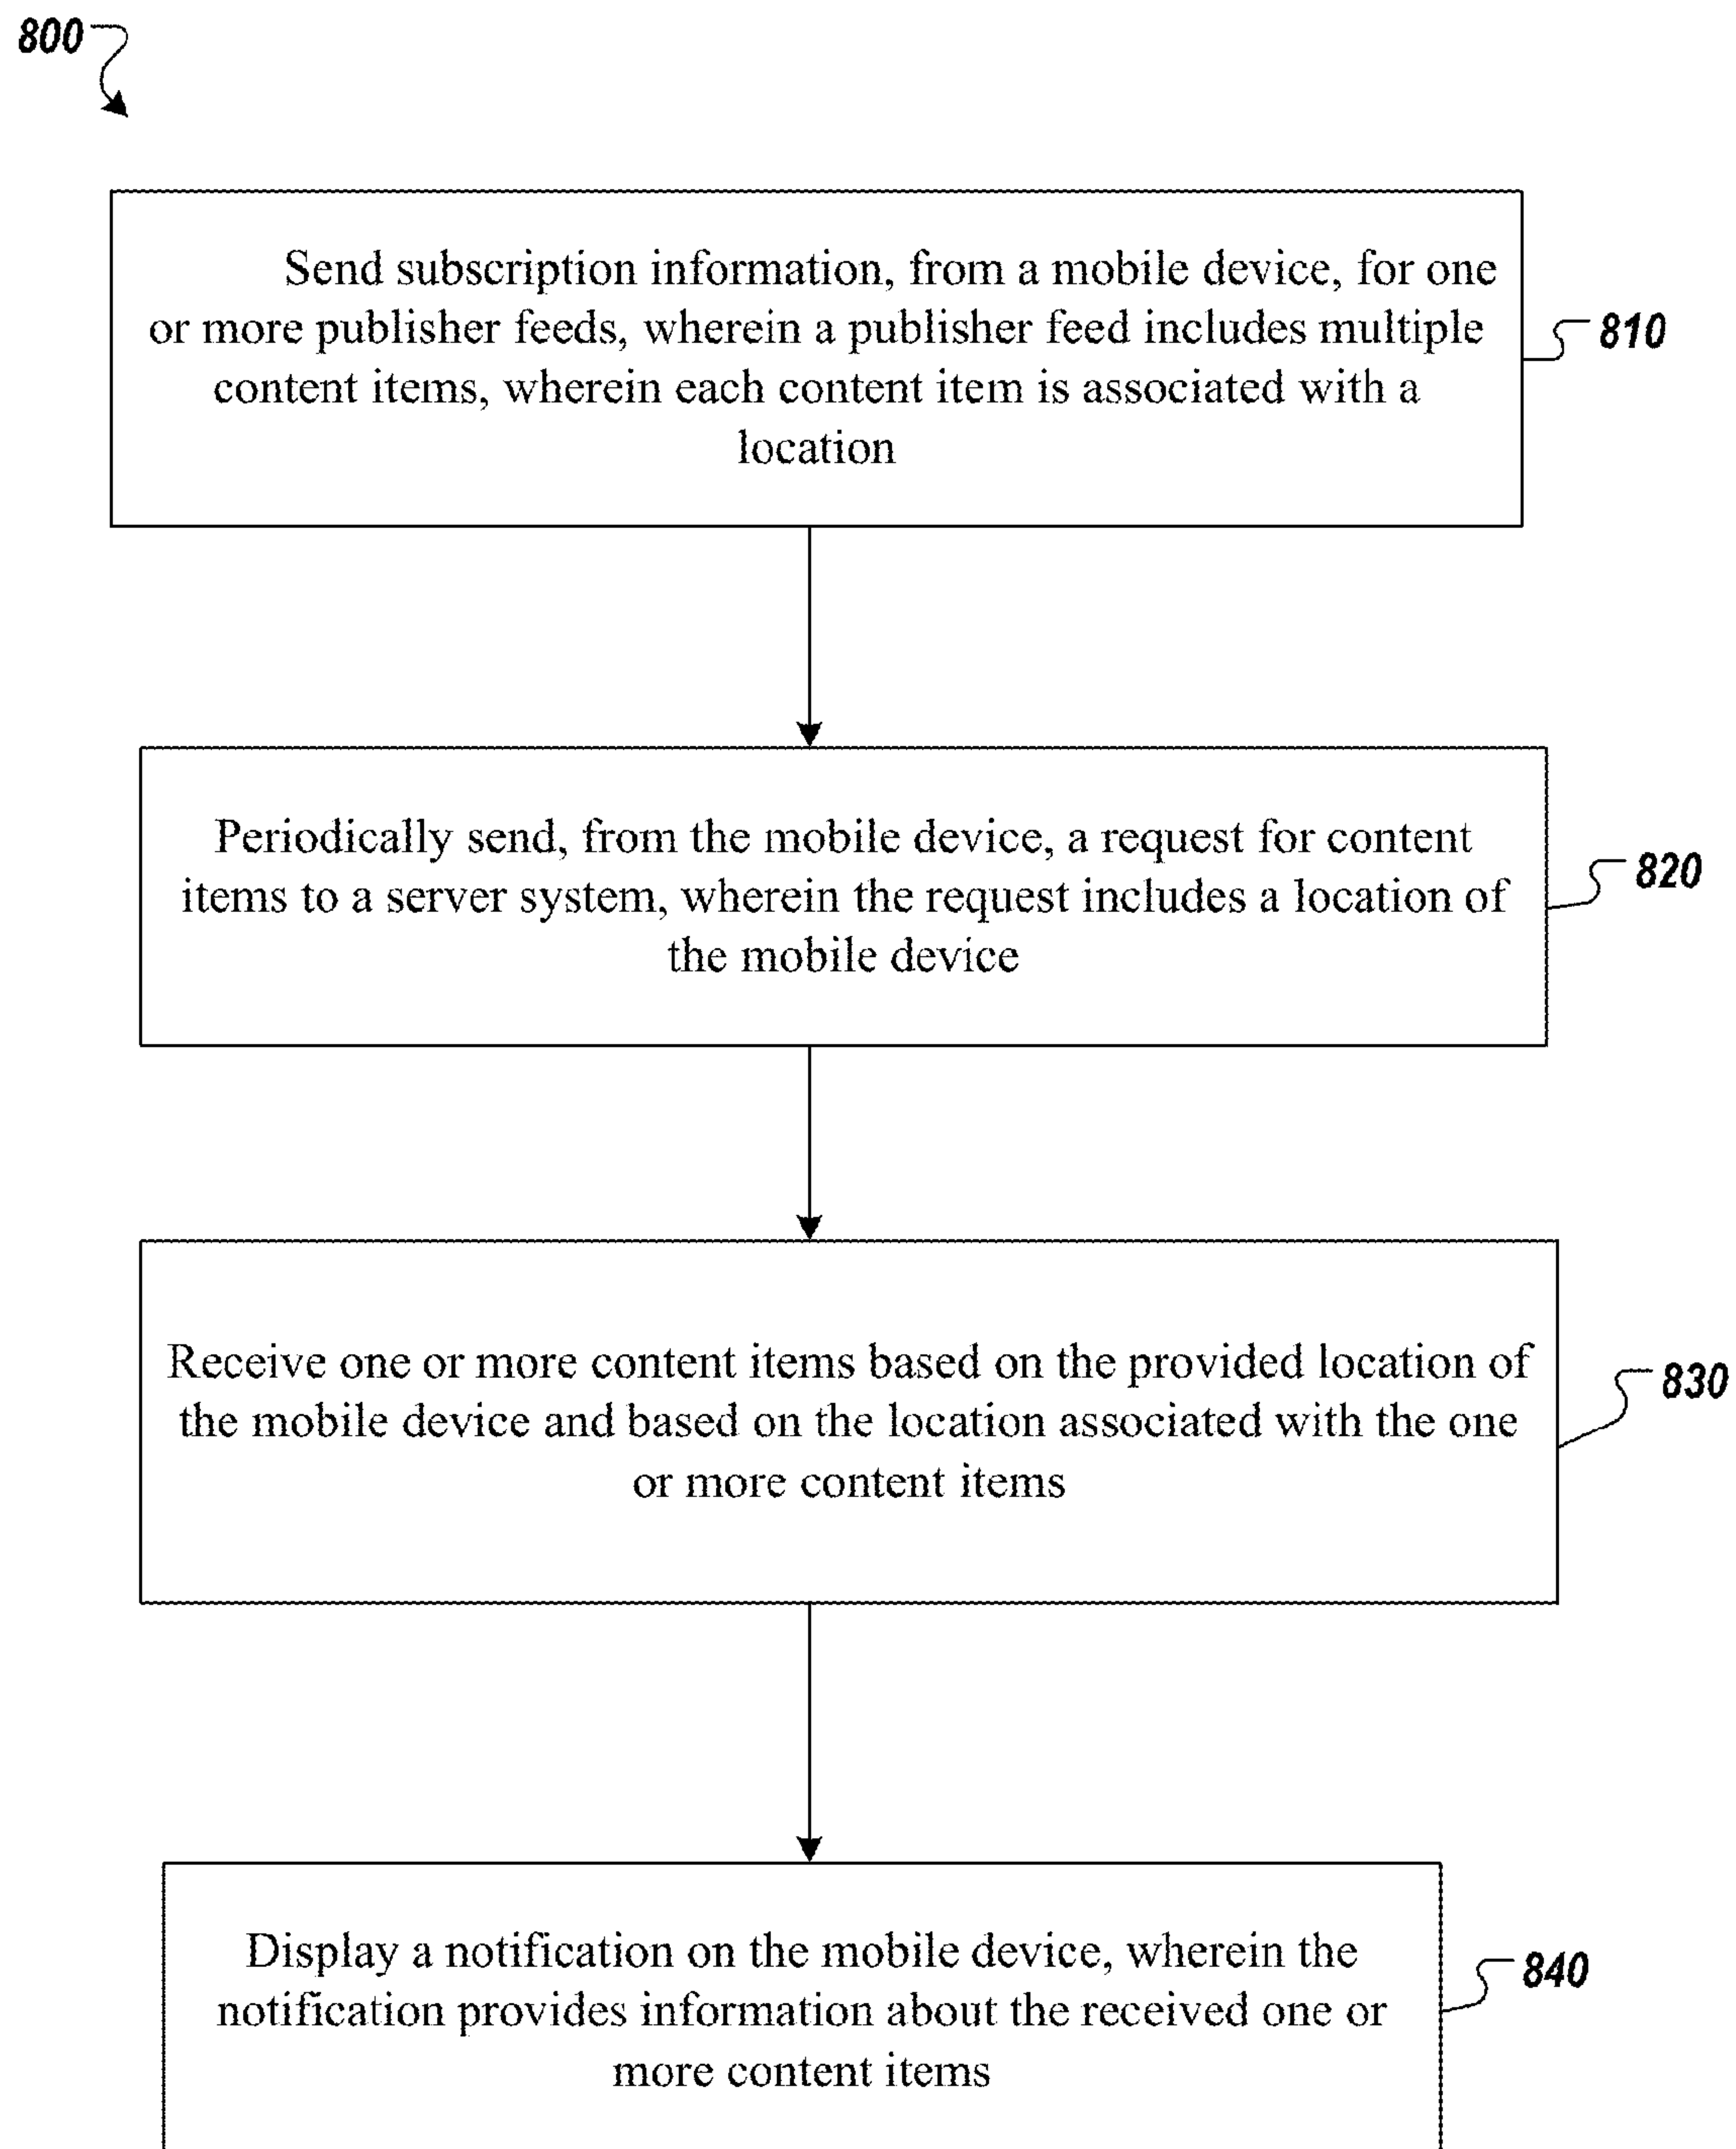 800
Send subscription information, from a mobile device, for one
or more publisher feeds, wherein a publisher feed includes multiple
content items, wherein each content item is associated with a
location
810
Periodically send, from the mobile device, a request for content
items to a server system, wherein the request includes a location of
the mobile device
820
Receive one or more content items based on the provided location of
the mobile device and based on the location associated with the one
or more content items
830
Display a notification on the mobile device, wherein the
notification provides information about the received one or
more content items
840